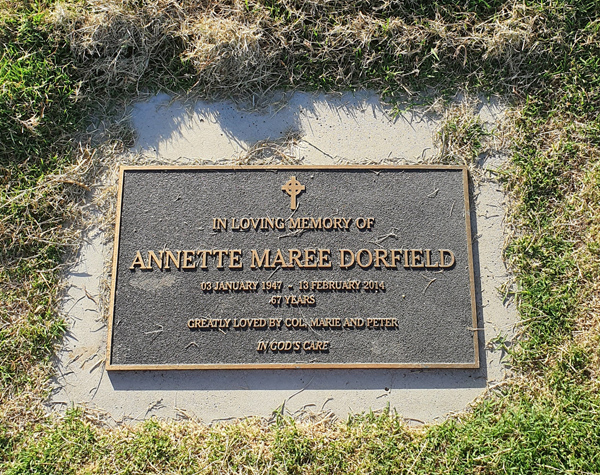 IN LOVING MEMORY OF
ANNETTE MAREE DORFIELD
03 JANUARY 1947 - 13 FEBRUARY 2014
67 YEARS
GREATLY LOVED BY COL, MARIE AND PETER
IN GOD'S CARE